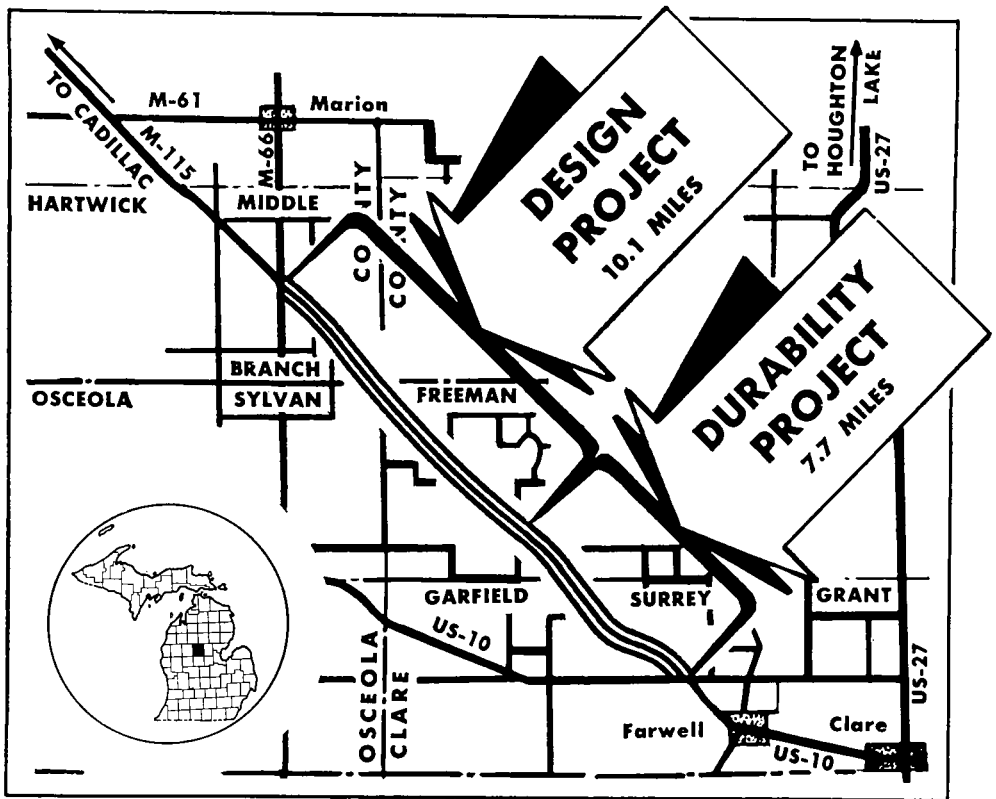 TO CADILLAC
M-61
M-115
M-66
Marion
HARTWICK
MIDDLE
COUNTY
COUNTY
DESIGN
PROJECT
10.1 MILES
TO
HOUGHTON
LAKE
US-27
DURABILITY
PROJECT
7.7 MILES
BRANCH
OSCEOLA
SYLVAN
FREEMAN
GARFIELD
SURREY
GRANT
US-10
OSCEOLA
CLARE
US-27
Farwell
Clare
US-10